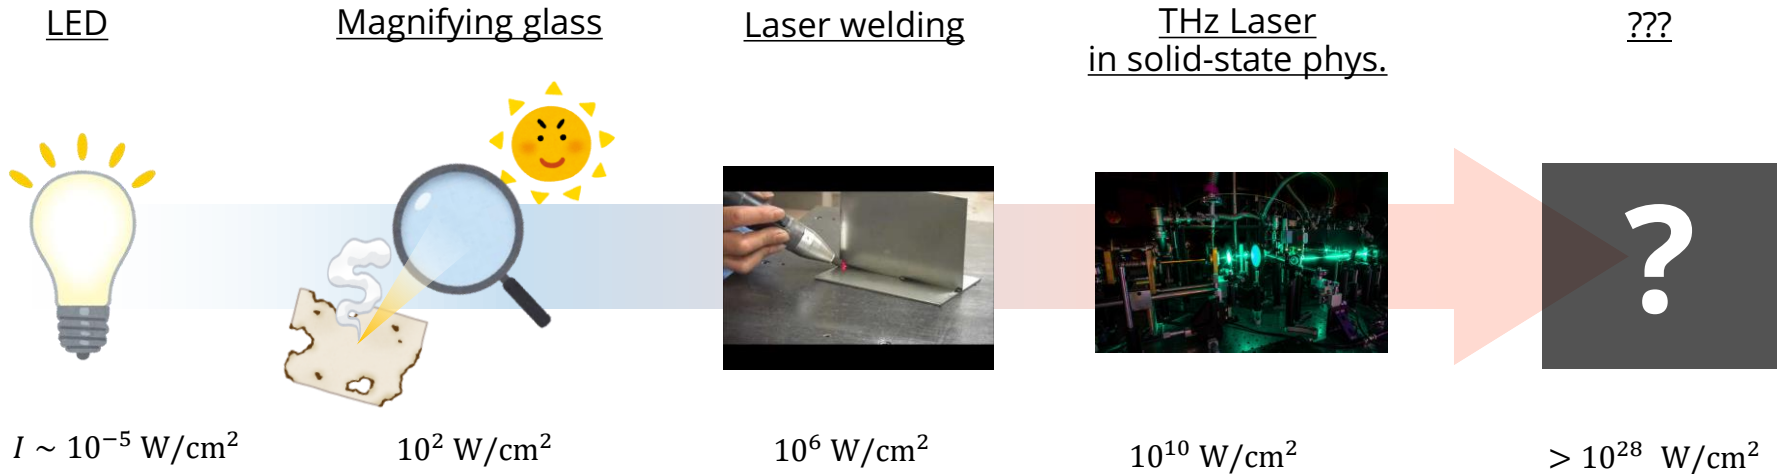 LED
Magnifying glass
Laser welding
THz Laser
in solid-state phys.
???
?
I ~ 10⁻⁵ W/cm²
10² W/cm²
10⁶ W/cm²
10¹⁰ W/cm²
> 10²⁸ W/cm²